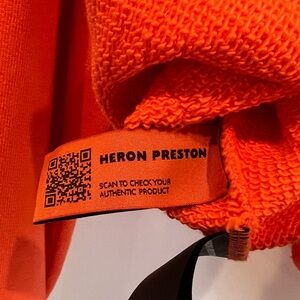 HERON PRESTON
SCAN TO CHECK YOUR
AUTHENTIC PRODUCT